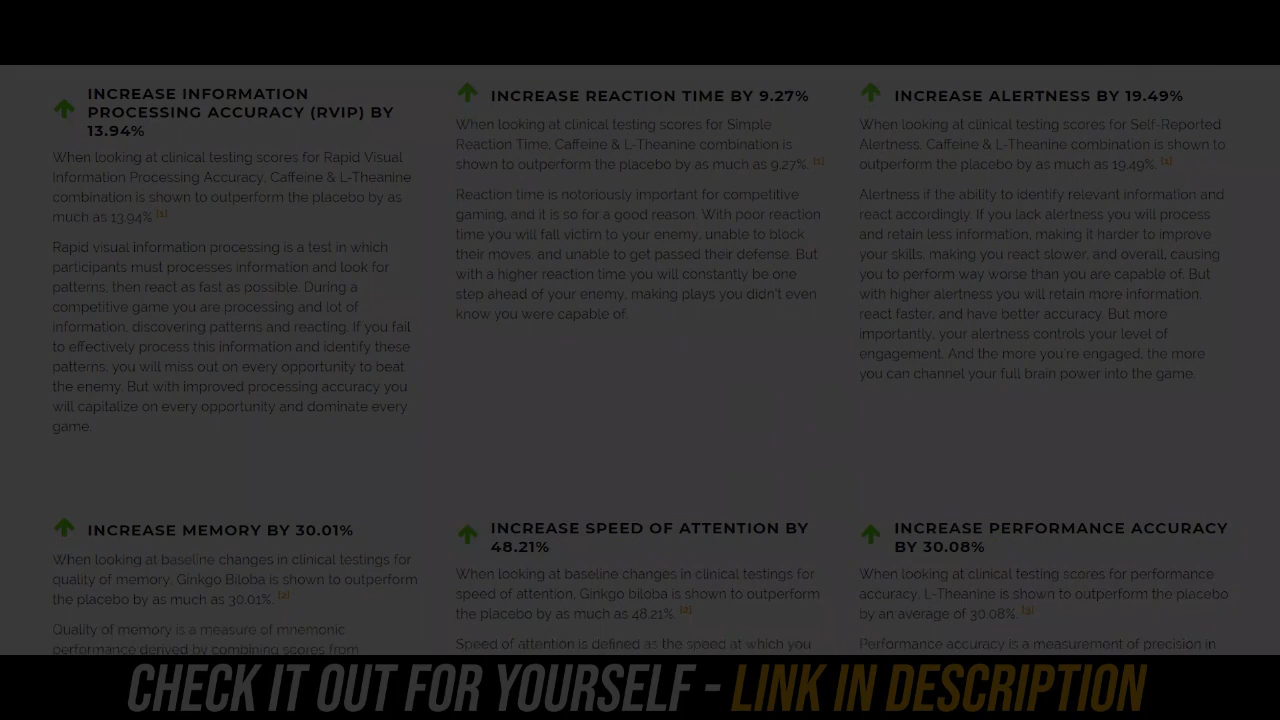 INCREASE INFORMATION
PROCESSING ACCURACY (RVIP) BY
13.94%
When looking at clinical testing scores for Rapid Visual
Information Processing Accuracy, Caffeine & L-Theanine
combination is shown to outperform the placebo by as
much as 13.94% [1]
Rapid visual information processing is a test in which
participants must processes information and look for
patterns, then react as fast as possible. During a
competitive game you are processing and lot of
information, discovering patterns and reacting. If you fail
to effectively process this information and identify these
patterns, you will miss out on every opportunity to beat
the enemy. But with improved processing accuracy you
will capitalize on every opportunity and dominate every
game.
INCREASE REACTION TIME BY 9.27%
When looking at clinical testing scores for Simple
Reaction Time, Caffeine & L-Theanine combination is
shown to outperform the placebo by as much as 9.27%. [1]
Reaction time is notoriously important for competitive
gaming, and it is so for a good reason. With poor reaction
time you will fall victim to your enemy, unable to block
their moves, and unable to get passed their defense. But
with a higher reaction time you will constantly be one
step ahead of your enemy, making plays you didn't even
know you were capable of.
INCREASE ALERTNESS BY 19.49%
When looking at clinical testing scores for Self-Reported
Alertness, Caffeine & L-Theanine combination is shown to
outperform the placebo by as much as 19.49%. [1]
Alertness if the ability to identify relevant information and
react accordingly. If you lack alertness you will process
and retain less information, making it harder to improve
your skills, making you react slower, and overall, causing
you to perform way worse than you are capable of. But
with higher alertness you will retain more information,
react faster, and have better accuracy. But more
importantly, your alertness controls your level of
engagement. And the more you're engaged, the more
you can channel your full brain power into the game.
INCREASE MEMORY BY 30.01%
When looking at baseline changes in clinical testings for
quality of memory, Ginkgo Biloba is shown to outperform
the placebo by as much as 30.01%. [2]
Quality of memory is a measure of mnemonic
performance derived by combining scores from
INCREASE SPEED OF ATTENTION BY
48.21%
When looking at baseline changes in clinical testings for
speed of attention, Ginkgo biloba is shown to outperform
the placebo by as much as 48.21%. [2]
Speed of attention is defined as the speed at which you
INCREASE PERFORMANCE ACCURACY
BY 30.08%
When looking at clinical testing scores for performance
accuracy, L-Theanine is shown to outperform the placebo
by an average of 30.08%. [3]
Performance accuracy is a measurement of precision in
CHECK IT OUT FOR YOURSELF - LINK IN DESCRIPTION